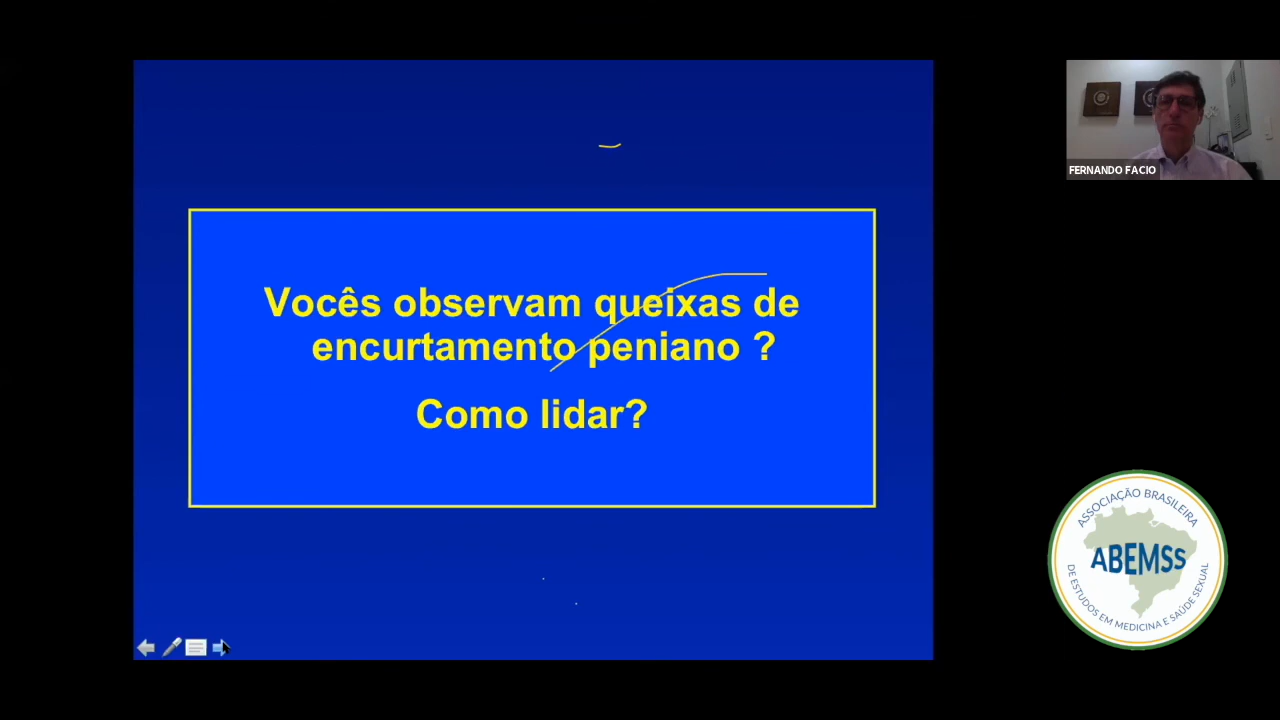 FERNANDO FACIO
Vocês observam queixas de
encurtamento peniano ?
Como lidar?
ASSOCIAÇÃO BRASILEIRA
ABEMSS
DE ESTUDOS EM MEDICINA E SAÚDE SEXUAL